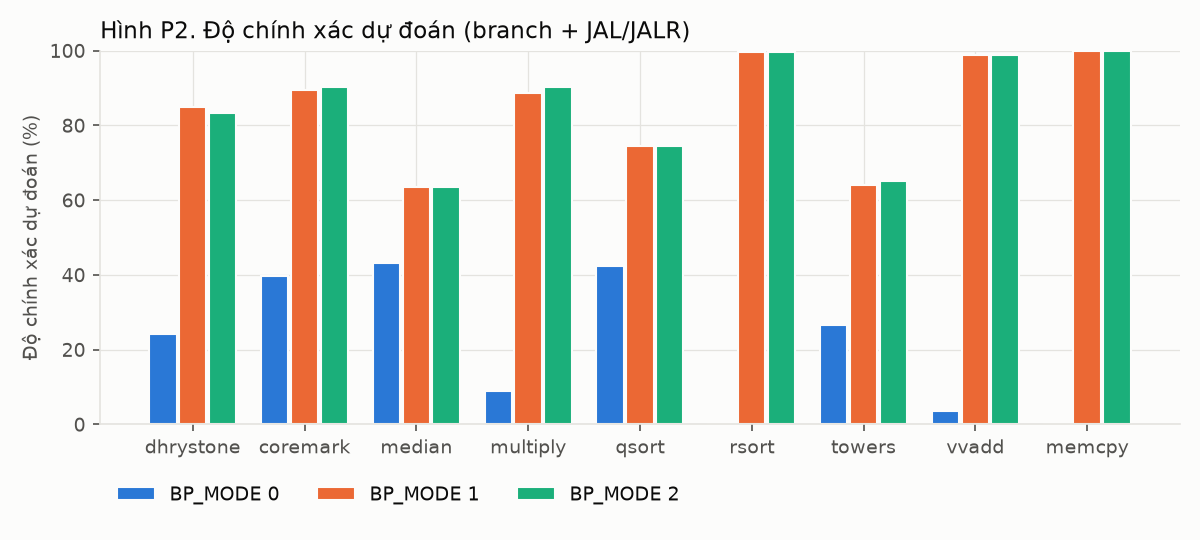 Hình P2. Độ chính xác dự đoán (branch + JAL/JALR)
Độ chính xác dự đoán (%)
100
80
60
40
20
0
dhrystone coremark median multiply qsort rsort towers vvadd memcpy
BP_MODE 0 BP_MODE 1 BP_MODE 2